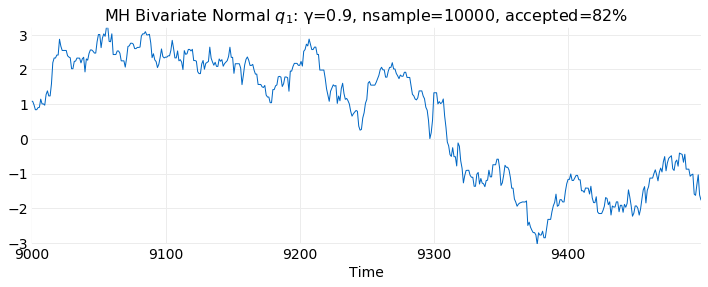 MH Bivariate Normal q₁: γ=0.9, nsample=10000, accepted=82%
3
2
1
0
−1
−2
−3
9000 9100 9200 9300 9400
Time